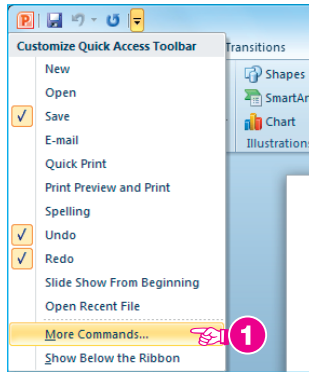 P
Customize Quick Access Toolbar
Transitions
New
Shapes
Open
SmartAr
Save
Chart
E-mail
Illustration
Quick Print
Print Preview and Print
Spelling
Undo
Redo
Slide Show From Beginning
Open Recent File
More Commands...
1
Show Below the Ribbon